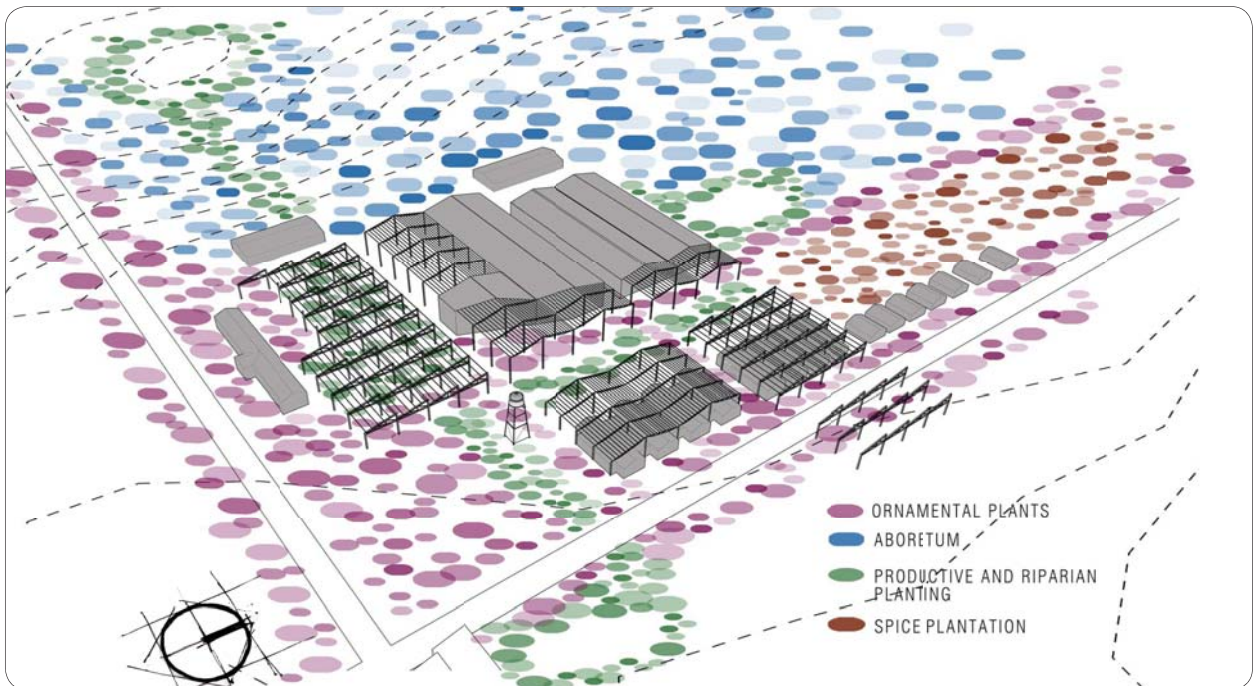 ORNAMENTAL PLANTS
ABORETUM
PRODUCTIVE AND RIPARIAN
PLANTING
SPICE PLANTATION